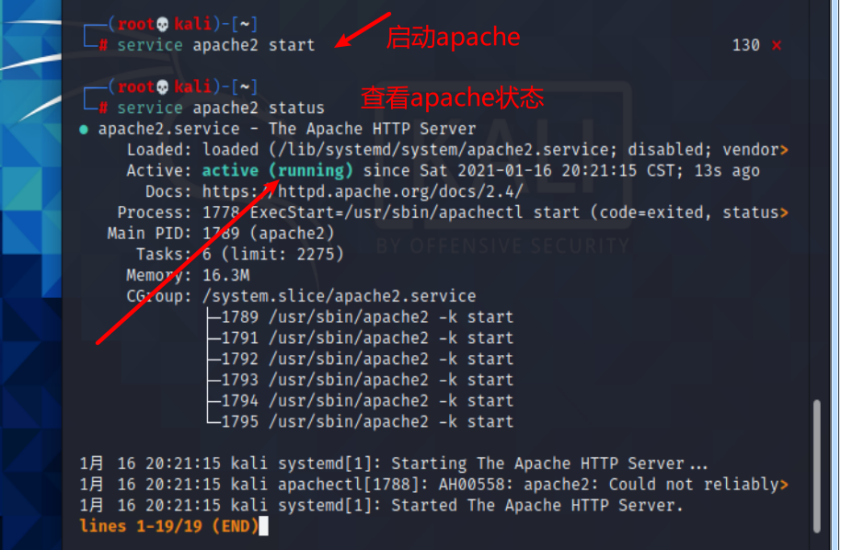 (root💀kali)-[~]
# service apache2 start 130 ⨯
启动apache
(root💀kali)-[~]
# service apache2 status
查看apache状态
● apache2.service - The Apache HTTP Server
Loaded: loaded (/lib/systemd/system/apache2.service; disabled; vendor>
Active: active (running) since Sat 2021-01-16 20:21:15 CST; 13s ago
Docs: https://httpd.apache.org/docs/2.4/
Process: 1778 ExecStart=/usr/sbin/apachectl start (code=exited, status>
Main PID: 1789 (apache2)
Tasks: 6 (limit: 2275)
Memory: 16.3M
CGroup: /system.slice/apache2.service
├─1789 /usr/sbin/apache2 -k start
├─1791 /usr/sbin/apache2 -k start
├─1792 /usr/sbin/apache2 -k start
├─1793 /usr/sbin/apache2 -k start
├─1794 /usr/sbin/apache2 -k start
└─1795 /usr/sbin/apache2 -k start
1月 16 20:21:15 kali systemd[1]: Starting The Apache HTTP Server...
1月 16 20:21:15 kali apachectl[1788]: AH00558: apache2: Could not reliably>
1月 16 20:21:15 kali systemd[1]: Started The Apache HTTP Server.
lines 1-19/19 (END)
KALI
BY OFFENSIVE SECURITY